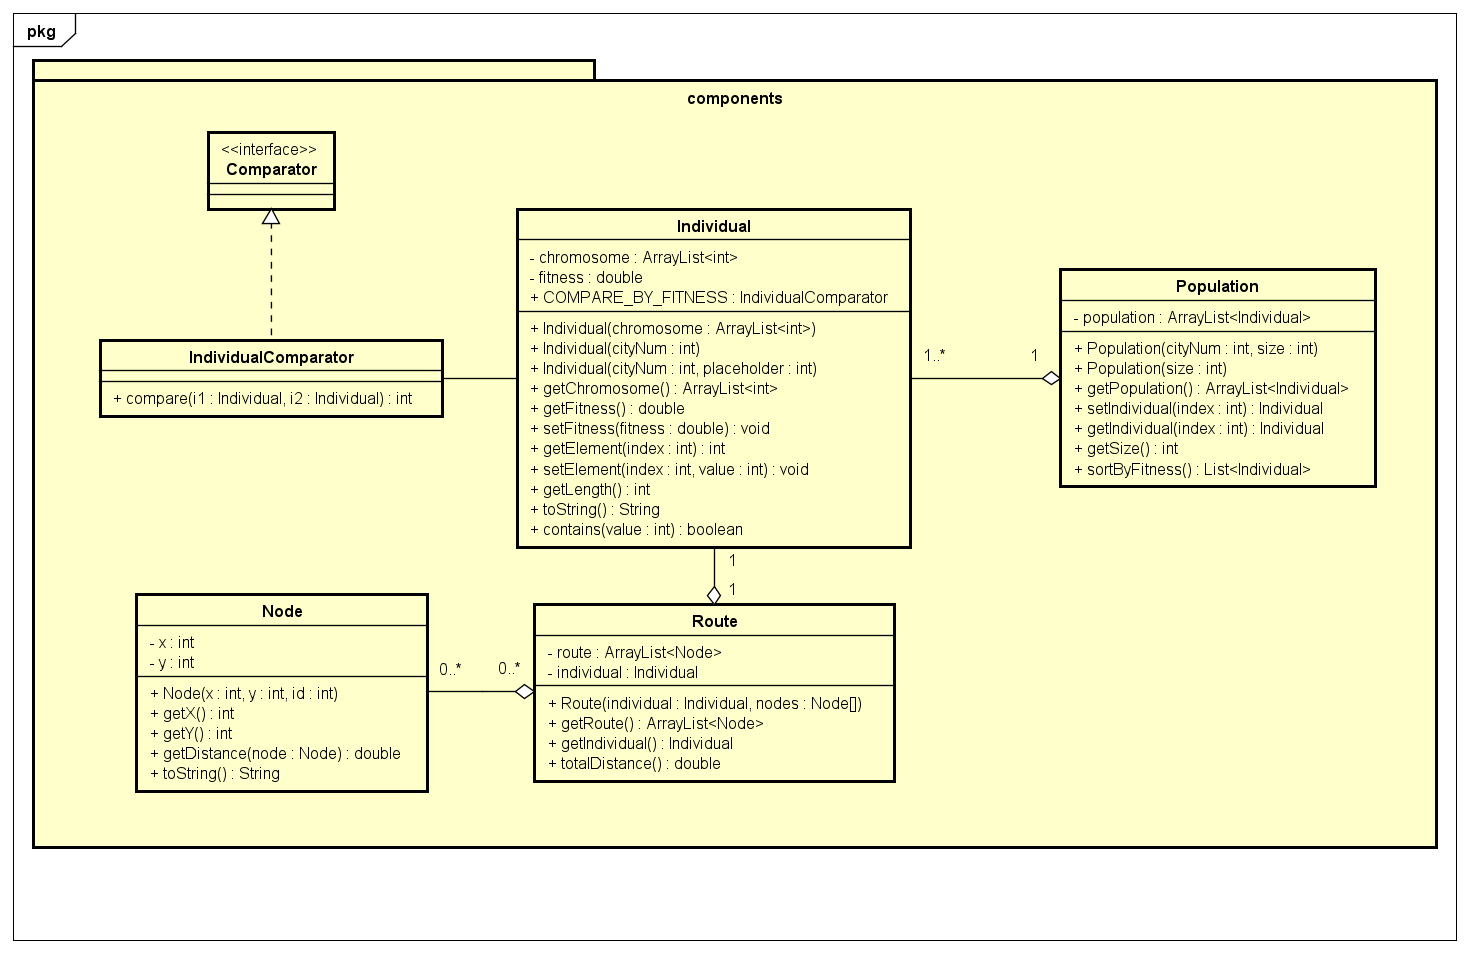 pkg
components
<<interface>>
Comparator
IndividualComparator
+ compare(i1 : Individual, i2 : Individual) : int
Individual
- chromosome : ArrayList<int>
- fitness : double
+ COMPARE_BY_FITNESS : IndividualComparator
+ Individual(chromosome : ArrayList<int>)
+ Individual(cityNum : int)
+ Individual(cityNum : int, placeholder : int)
+ getChromosome() : ArrayList<int>
+ getFitness() : double
+ setFitness(fitness : double) : void
+ getElement(index : int) : int
+ setElement(index : int, value : int) : void
+ getLength() : int
+ toString() : String
+ contains(value : int) : boolean
1..*
1
Population
- population : ArrayList<Individual>
+ Population(cityNum : int, size : int)
+ Population(size : int)
+ getPopulation() : ArrayList<Individual>
+ setIndividual(index : int) : Individual
+ getIndividual(index : int) : Individual
+ getSize() : int
+ sortByFitness() : List<Individual>
1
1
Node
- x : int
- y : int
+ Node(x : int, y : int, id : int)
+ getX() : int
+ getY() : int
+ getDistance(node : Node) : double
+ toString() : String
0..*
0..*
Route
- route : ArrayList<Node>
- individual : Individual
+ Route(individual : Individual, nodes : Node[])
+ getRoute() : ArrayList<Node>
+ getIndividual() : Individual
+ totalDistance() : double